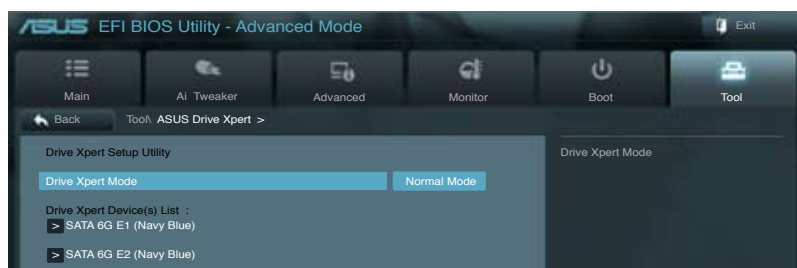 ASUS EFI BIOS Utility - Advanced Mode Exit
Main Ai Tweaker Advanced Monitor Boot Tool
Back Tool\ ASUS Drive Xpert >
Drive Xpert Setup Utility Drive Xpert Mode
Drive Xpert Mode Normal Mode
Drive Xpert Device(s) List :
> SATA 6G E1 (Navy Blue)
> SATA 6G E2 (Navy Blue)